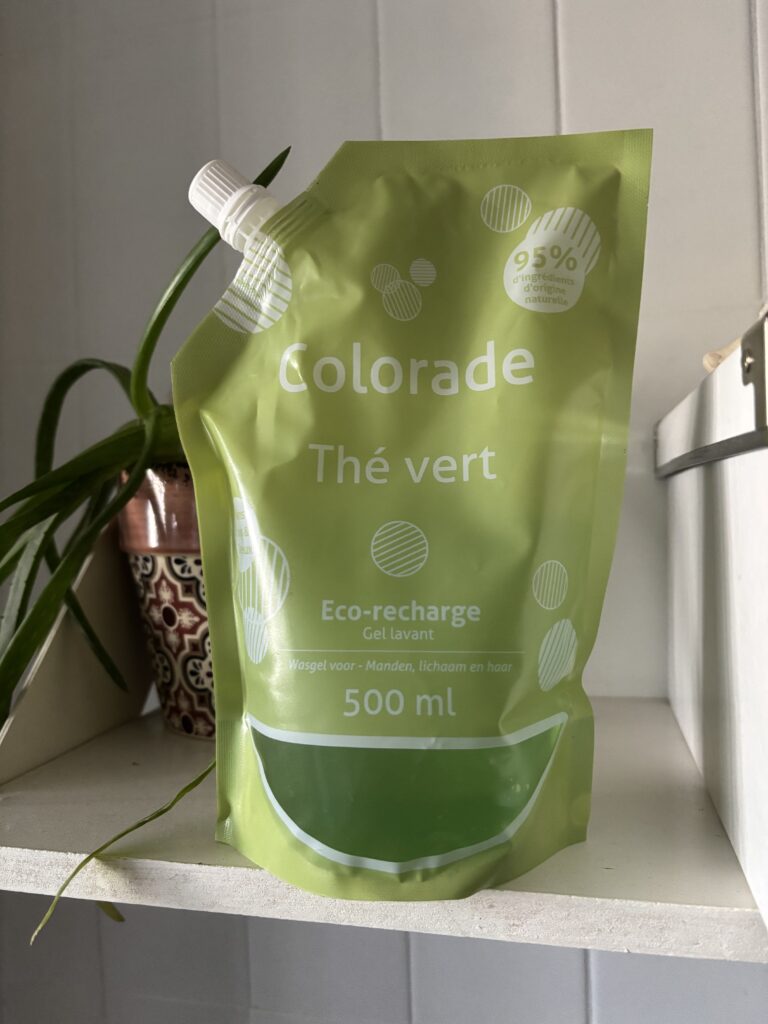 95%
d'ingrédients
d'origine
naturelle
Colorade
Thé vert
Eco-recharge
Gel lavant
Wasgel voor - Manden, lichaam en haar
500 ml